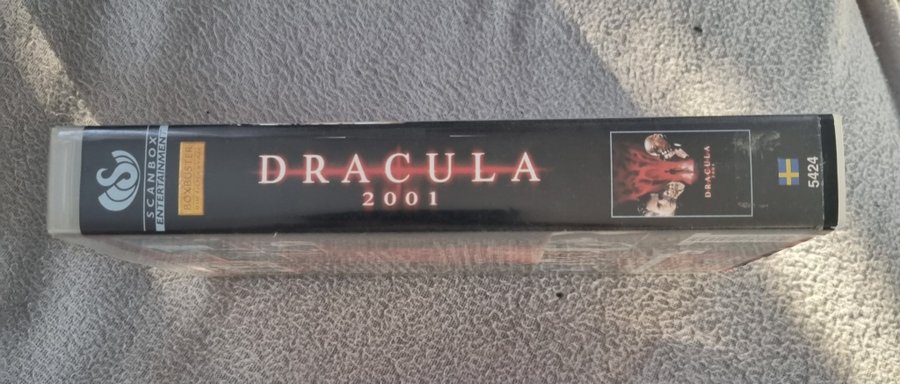 SCANBOX
ENTERTAINMENT
BOXBUSTER
DRACULA
2001
DRACULA
5424